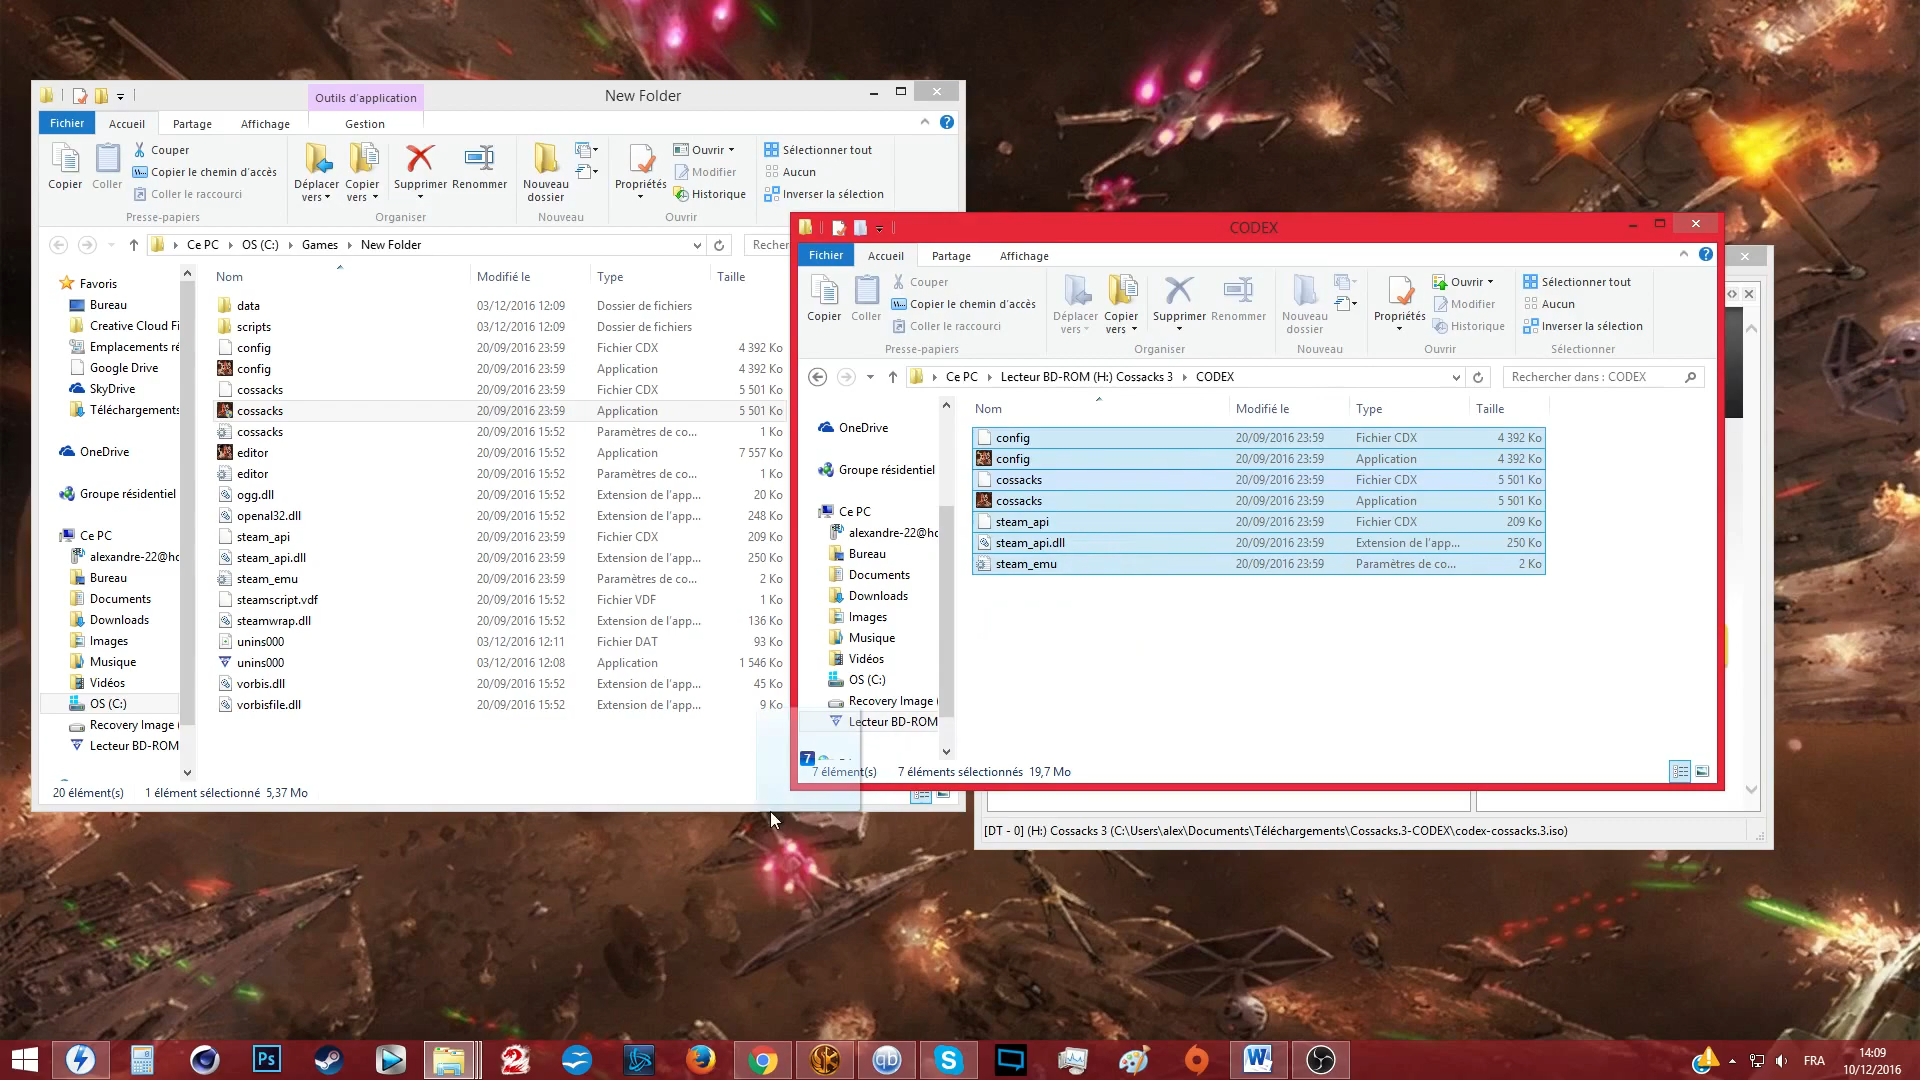 Outils d'application
New Folder
Fichier
Accueil
Partage
Affichage
Gestion
Copier
Coller
Couper
Copier le chemin d'accès
Coller le raccourci
Presse-papiers
Déplacer vers
Copier vers
Supprimer
Renommer
Organiser
Nouveau dossier
Nouveau
Propriétés
Ouvrir
Modifier
Historique
Ouvrir
Sélectionner tout
Aucun
Inverser la sélection
Ce PC
OS (C:)
Games
New Folder
Recher
Nom Modifié le Type Taille
Favoris
Bureau
Creative Cloud Fi
Emplacements ré
Google Drive
SkyDrive
Téléchargements
OneDrive
Groupe résidentiel
Ce PC
alexandre-22@ho
Bureau
Documents
Downloads
Images
Musique
Vidéos
OS (C:)
Recovery Image (
Lecteur BD-ROM
data 03/12/2016 12:09 Dossier de fichiers
scripts 03/12/2016 12:09 Dossier de fichiers
config 20/09/2016 23:59 Fichier CDX 4 392 Ko
config 20/09/2016 23:59 Application 4 392 Ko
cossacks 20/09/2016 23:59 Fichier CDX 5 501 Ko
cossacks 20/09/2016 23:59 Application 5 501 Ko
cossacks 20/09/2016 15:52 Paramètres de co... 1 Ko
editor 20/09/2016 15:52 Application 7 557 Ko
editor 20/09/2016 15:52 Paramètres de co... 1 Ko
ogg.dll 20/09/2016 15:52 Extension de l'app... 20 Ko
openal32.dll 20/09/2016 15:52 Extension de l'app... 248 Ko
steam_api 20/09/2016 23:59 Fichier CDX 209 Ko
steam_api.dll 20/09/2016 23:59 Extension de l'app... 250 Ko
steam_emu 20/09/2016 23:59 Paramètres de co... 2 Ko
steamscript.vdf 20/09/2016 15:52 Fichier VDF 1 Ko
steamwrap.dll 20/09/2016 15:52 Extension de l'app... 136 Ko
unins000 03/12/2016 12:11 Fichier DAT 93 Ko
unins000 03/12/2016 12:08 Application 1 546 Ko
vorbis.dll 20/09/2016 15:52 Extension de l'app... 45 Ko
vorbisfile.dll 20/09/2016 15:52 Extension de l'app... 9 Ko
20 élément(s) 1 élément sélectionné 5,37 Mo
CODEX
Fichier
Accueil
Partage
Affichage
Copier
Coller
Couper
Copier le chemin d'accès
Coller le raccourci
Presse-papiers
Déplacer vers
Copier vers
Supprimer
Renommer
Organiser
Nouveau dossier
Nouveau
Propriétés
Ouvrir
Modifier
Historique
Ouvrir
Sélectionner tout
Aucun
Inverser la sélection
Sélectionner
Ce PC
Lecteur BD-ROM (H:) Cossacks 3
CODEX
Rechercher dans : CODEX
Nom Modifié le Type Taille
OneDrive
Groupe résidentiel
Ce PC
alexandre-22@ho
Bureau
Documents
Downloads
Images
Musique
Vidéos
OS (C:)
Recovery Image (
Lecteur BD-ROM
config 20/09/2016 23:59 Fichier CDX 4 392 Ko
config 20/09/2016 23:59 Application 4 392 Ko
cossacks 20/09/2016 23:59 Fichier CDX 5 501 Ko
cossacks 20/09/2016 23:59 Application 5 501 Ko
steam_api 20/09/2016 23:59 Fichier CDX 209 Ko
steam_api.dll 20/09/2016 23:59 Extension de l'app... 250 Ko
steam_emu 20/09/2016 23:59 Paramètres de co... 2 Ko
7
7 élément(s) 7 éléments sélectionnés 19,7 Mo
[DT - 0] (H:) Cossacks 3 (C:\Users\alex\Documents\Téléchargements\Cossacks.3-CODEX\codex-cossacks.3.iso)
Ps
2
qb
S
W
FRA
14:09
10/12/2016